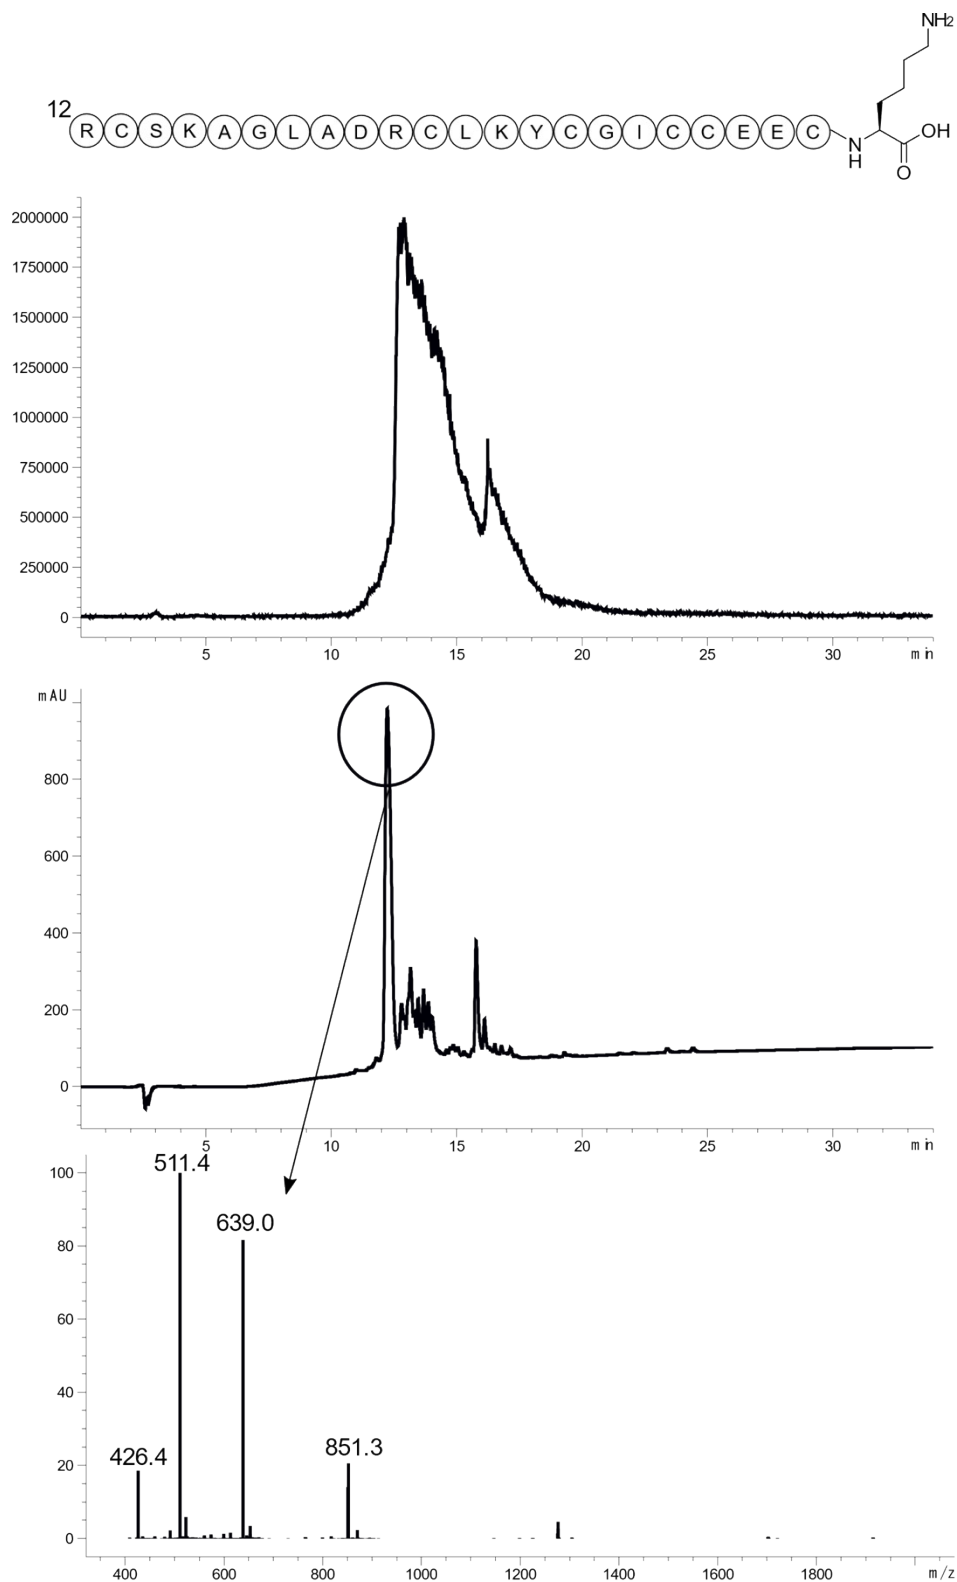 NH₂
12
R C S K A G L A D R C L K Y C G I C C E E C
N
H
OH
O
2000000
1750000
1500000
1250000
1000000
750000
500000
250000
0
5 10 15 20 25 30 min
mAU
800
600
400
200
0
5 10 15 20 25 30 min
511.4
100
639.0
80
60
40
851.3
426.4
20
0
400 600 800 1000 1200 1400 1600 1800 m/z